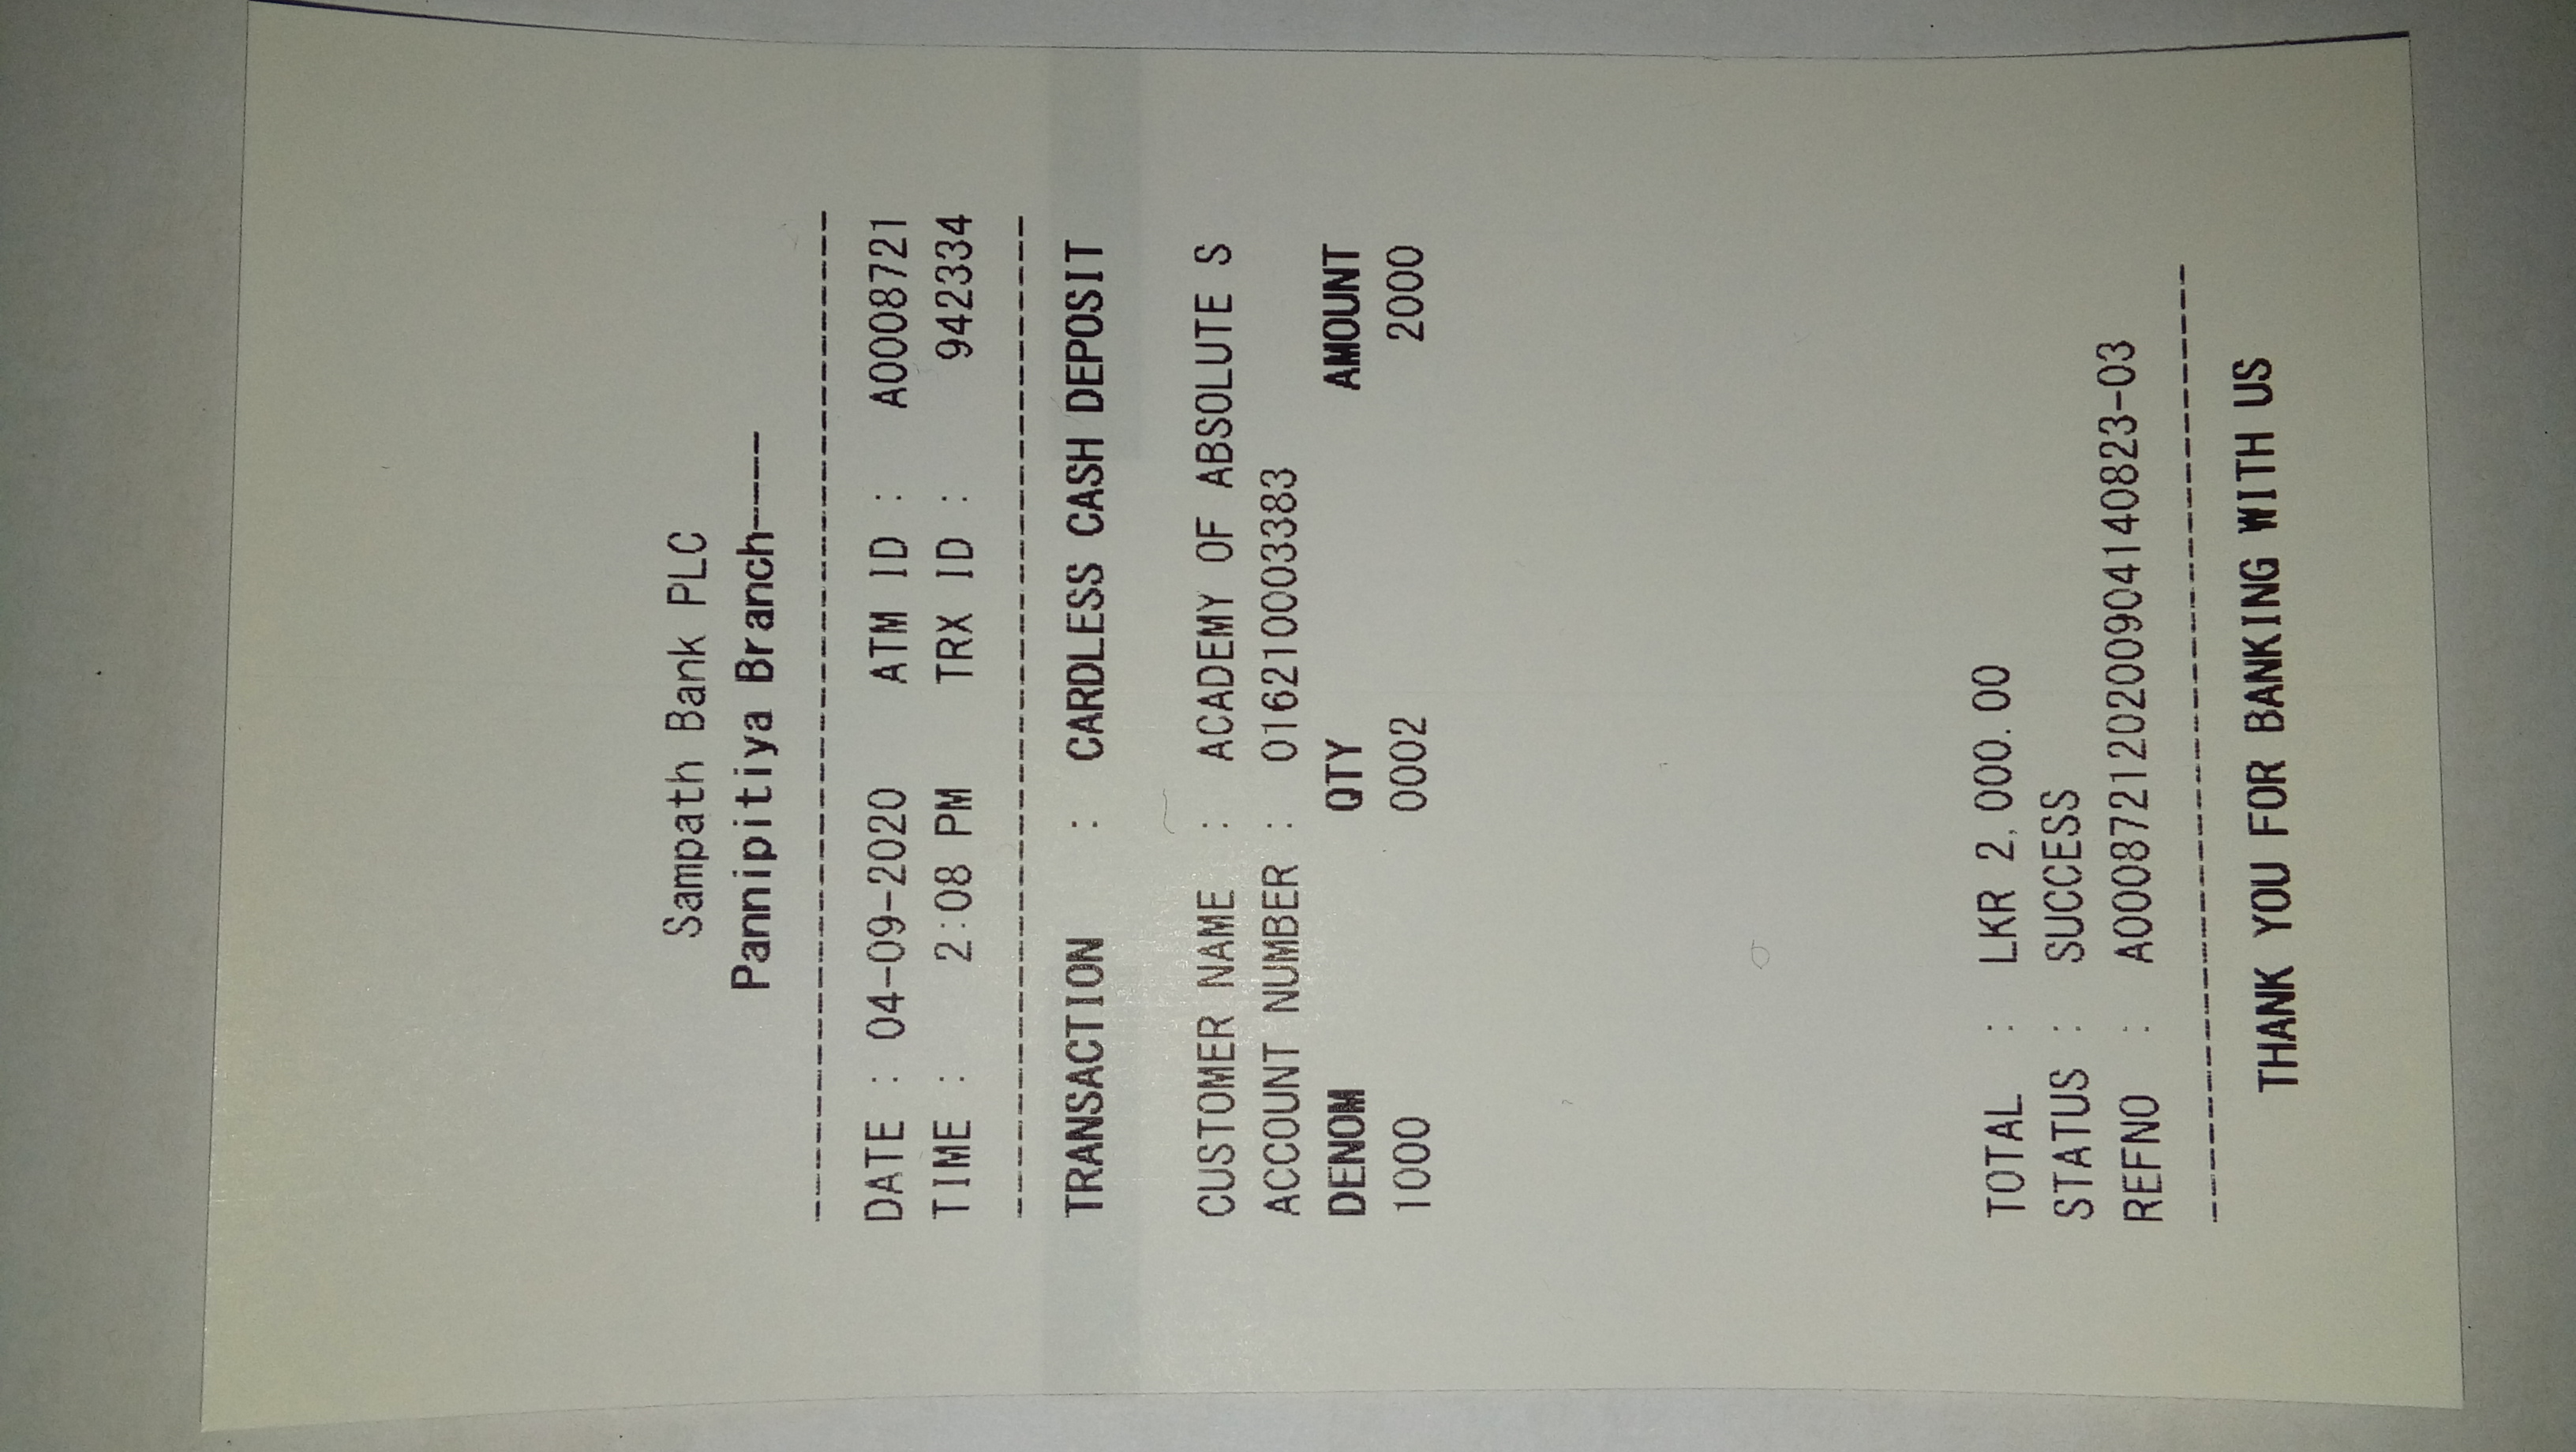 Sampath Bank PLC
Pannipitiya Branch----
----------------------------------------
DATE : 04-09-2020 ATM ID : A0008721
TIME : 2:08 PM TRX ID : 942334
----------------------------------------
TRANSACTION : CARDLESS CASH DEPOSIT
CUSTOMER NAME : ACADEMY OF ABSOLUTE S
ACCOUNT NUMBER : 016210003383
DENOM QTY AMOUNT
1000 0002 2000
TOTAL : LKR 2,000.00
STATUS : SUCCESS
REFNO : A000872120200904140823-03
--------------------------------------
THANK YOU FOR BANKING WITH US